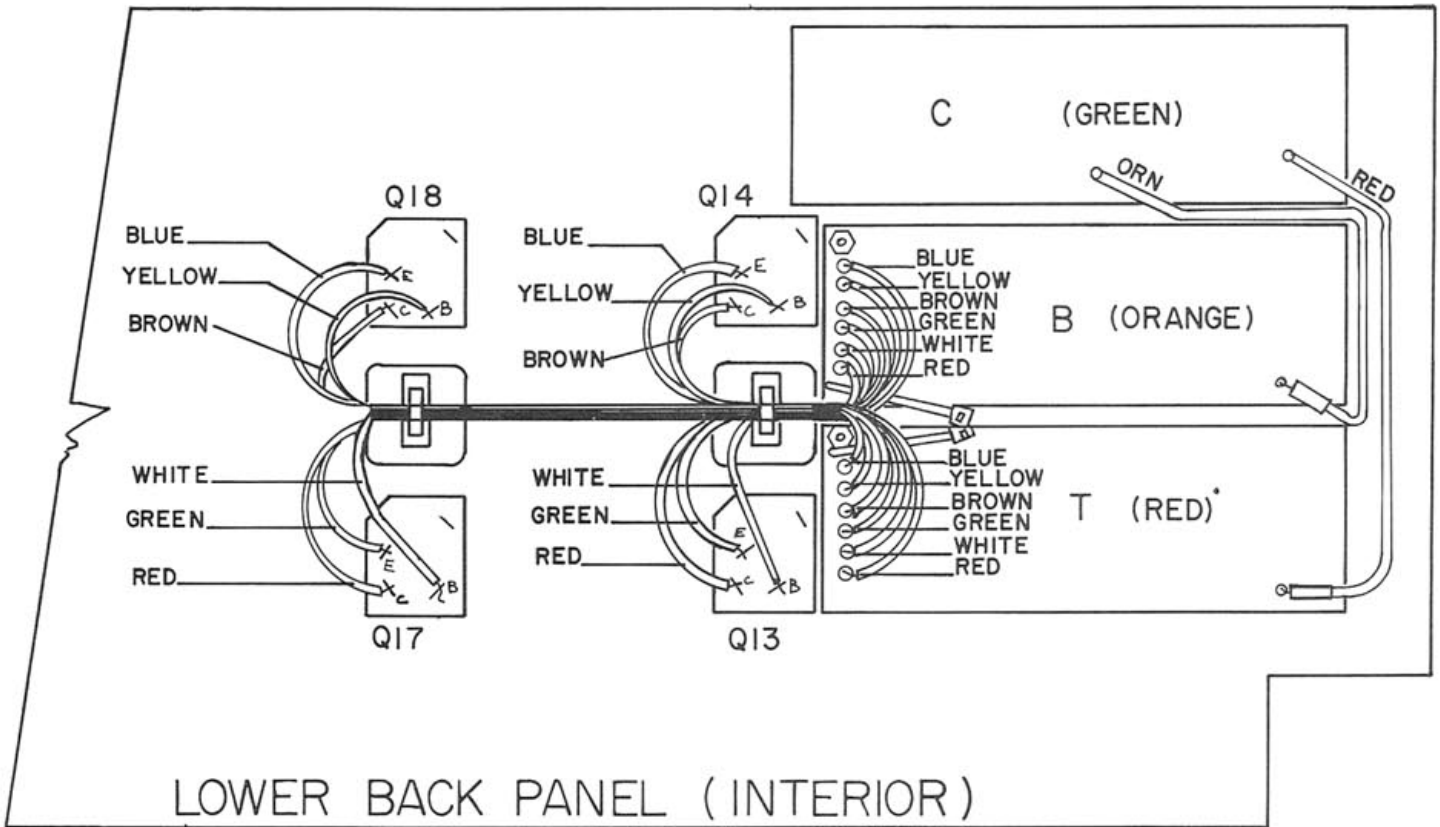 C (GREEN)
ORN
RED
Q18
BLUE
YELLOW
BROWN
E
C
B
Q14
BLUE
YELLOW
BROWN
E
C
B
BLUE
YELLOW
BROWN
GREEN
WHITE
RED
B (ORANGE)
WHITE
GREEN
RED
E
C
B
Q17
WHITE
GREEN
RED
E
C
B
Q13
BLUE
YELLOW
BROWN
GREEN
WHITE
RED
T (RED)
LOWER BACK PANEL (INTERIOR)